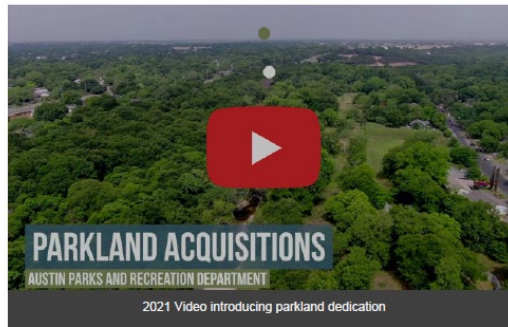 PARKLAND ACQUISITIONS
AUSTIN PARKS AND RECREATION DEPARTMENT
2021 Video introducing parkland dedication